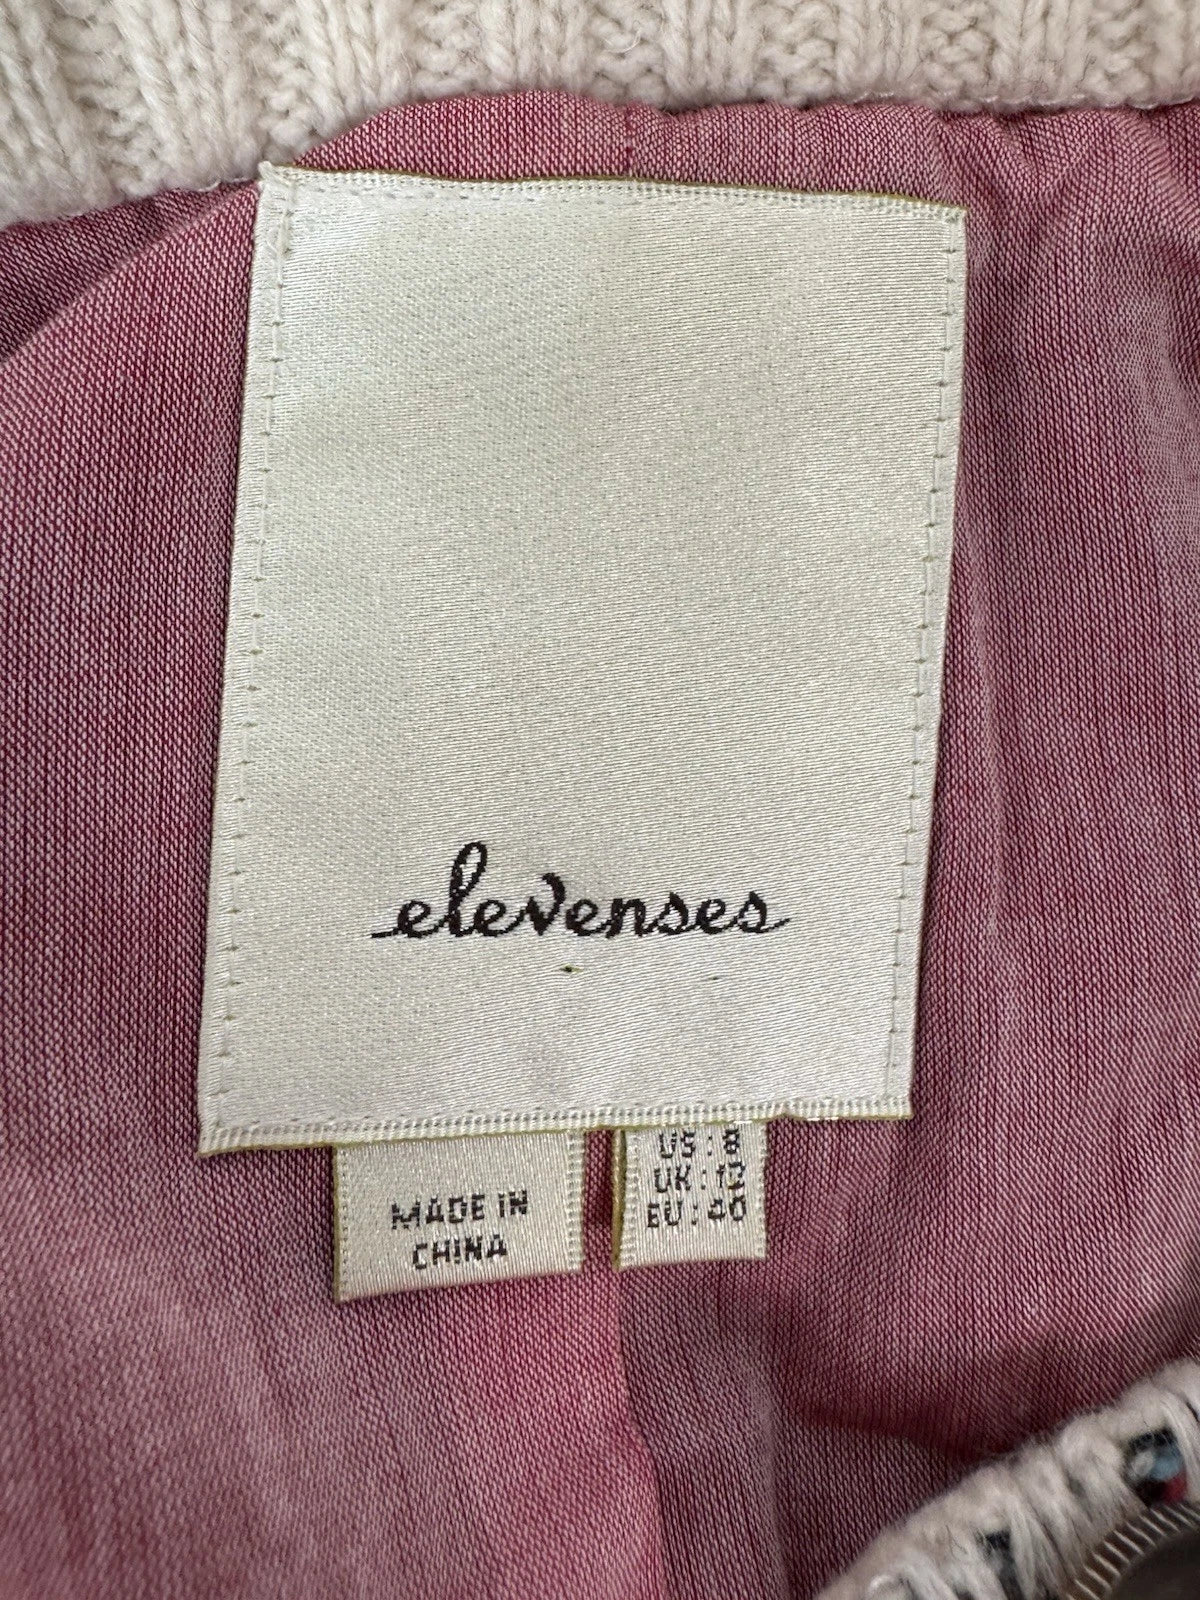 elevenses
MADE IN
CHINA
US : 8
UK : 12
EU : 40